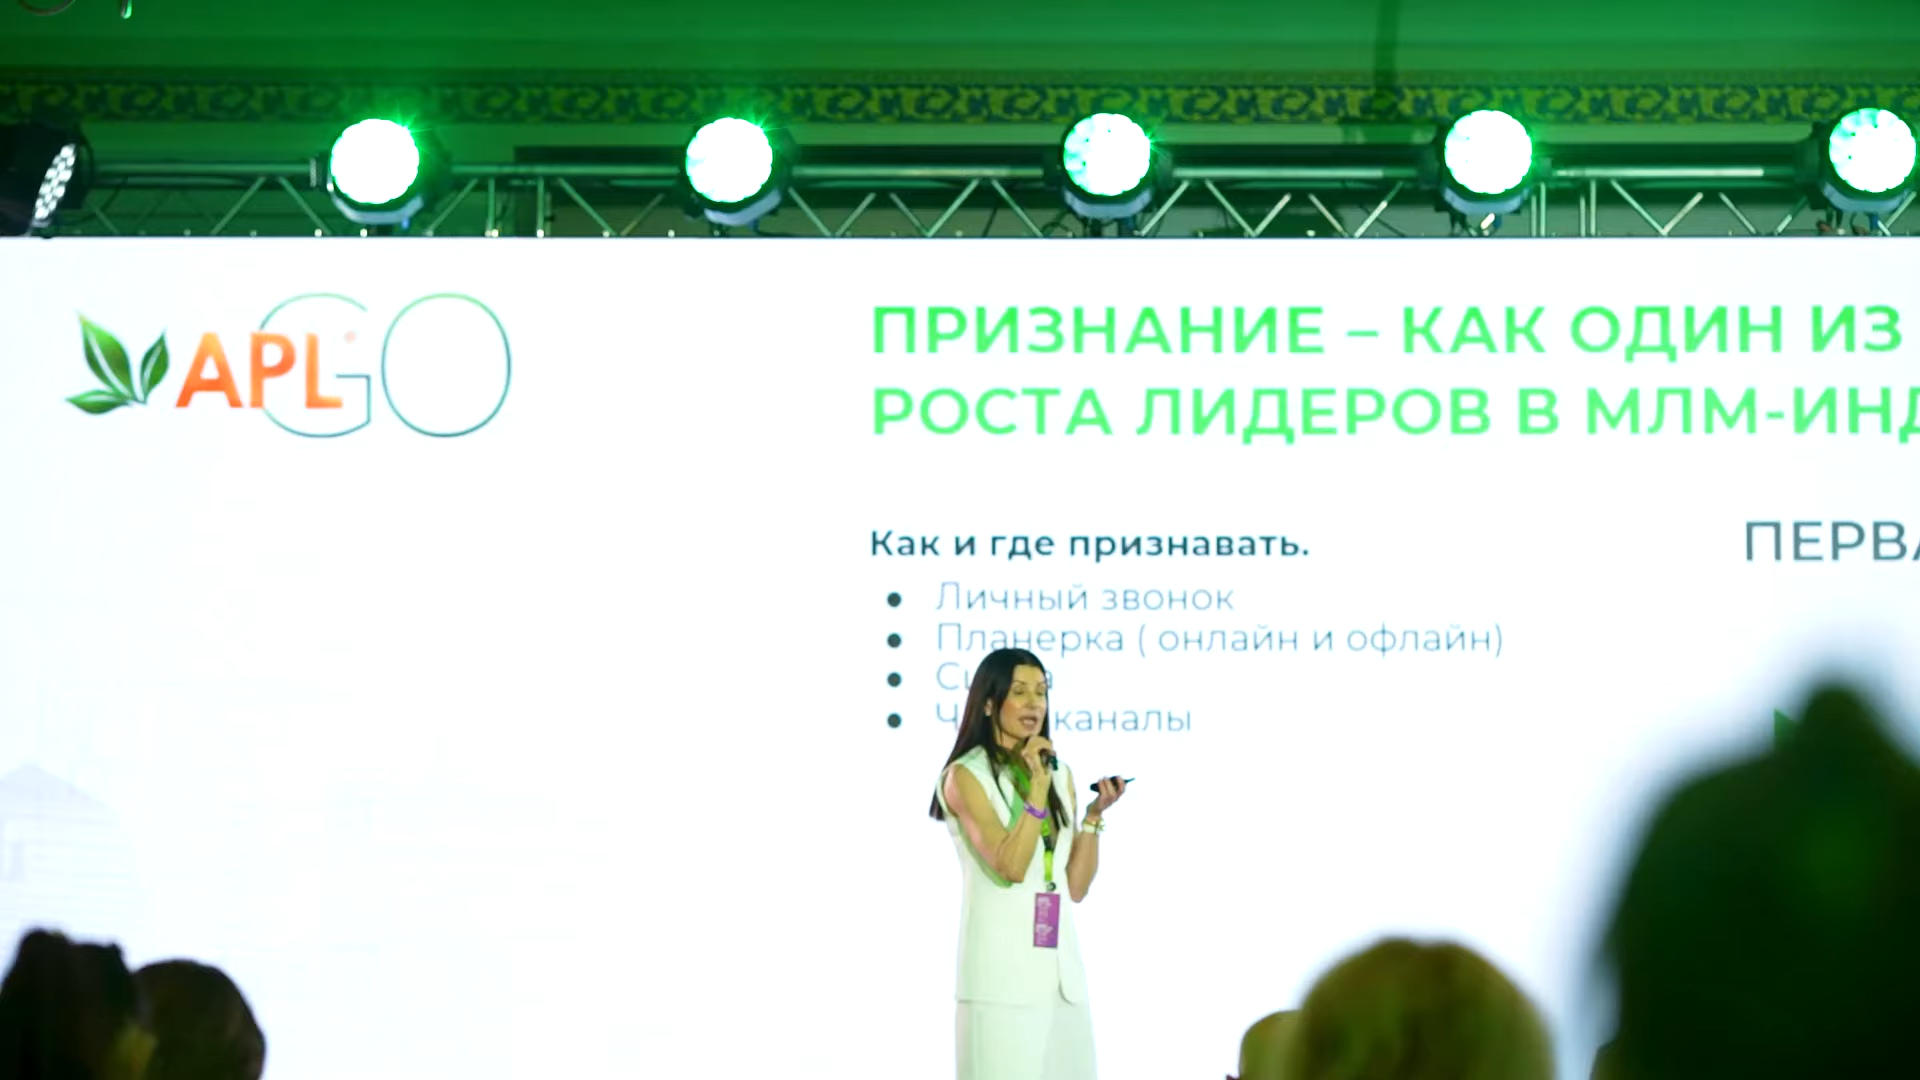 APL GO
ПРИЗНАНИЕ – КАК ОДИН ИЗ
РОСТА ЛИДЕРОВ В МЛМ-ИНД
Как и где признавать.
ПЕРВА
● Личный звонок
● Планерка ( онлайн и офлайн)
● каналы